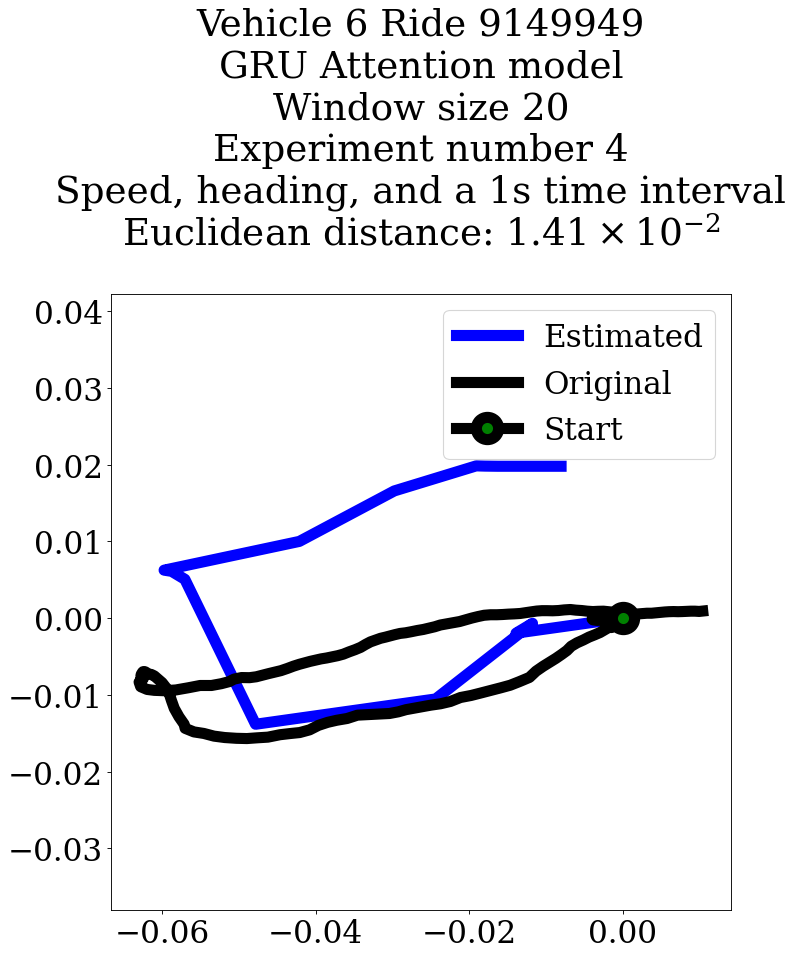 Vehicle 6 Ride 9149949
GRU Attention model
Window size 20
Experiment number 4
Speed, heading, and a 1s time interval
Euclidean distance: 1.41 × 10⁻²
Estimated
Original
Start
0.04
0.03
0.02
0.01
0.00
−0.01
−0.02
−0.03
−0.06 −0.04 −0.02 0.00